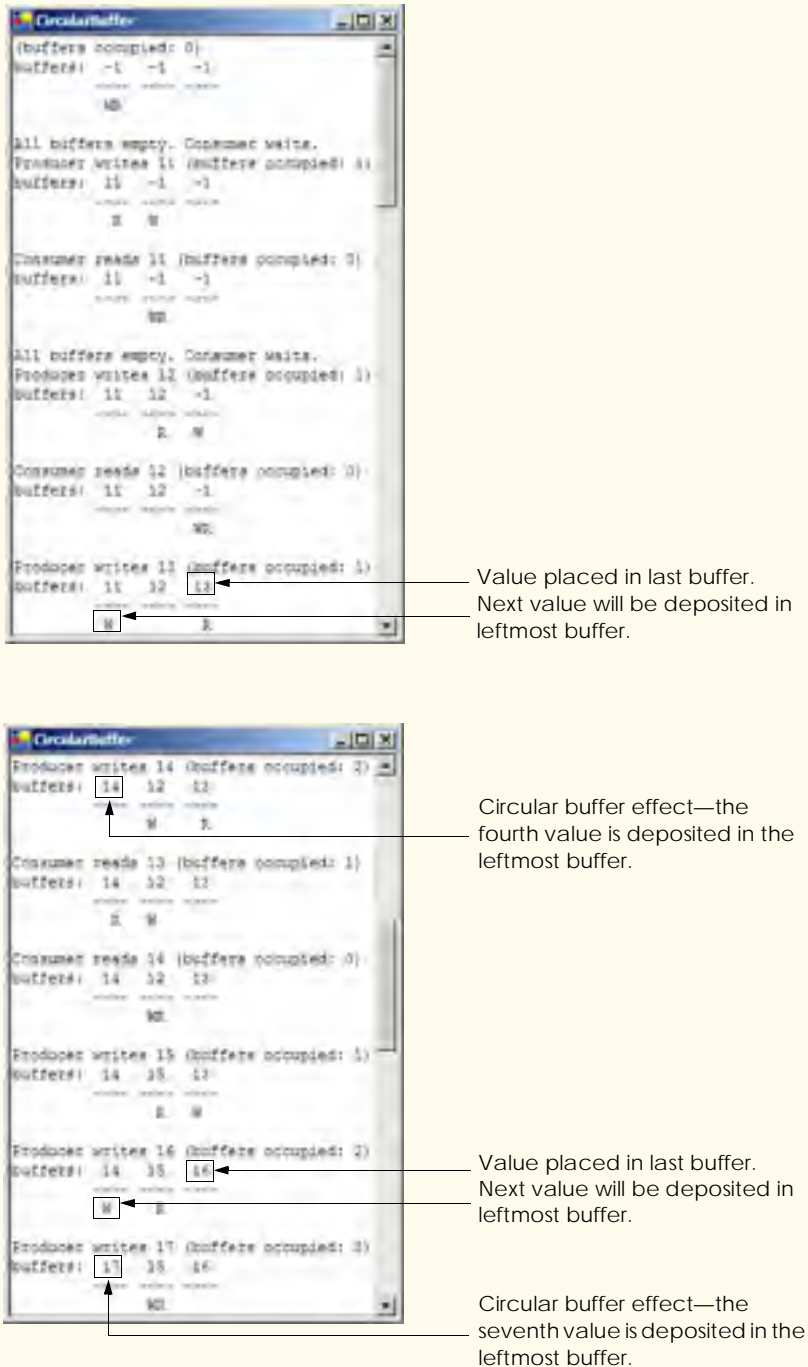 CircularBuffer
(buffers occupied: 0)
buffers: -1 -1 -1
---- ---- ----
WR
All buffers empty. Consumer waits.
Producer writes 11 (buffers occupied: 1)
buffers: 11 -1 -1
---- ---- ----
R W
Consumer reads 11 (buffers occupied: 0)
buffers: 11 -1 -1
---- ---- ----
WR
All buffers empty. Consumer waits.
Producer writes 12 (buffers occupied: 1)
buffers: 11 12 -1
---- ---- ----
R W
Consumer reads 12 (buffers occupied: 0)
buffers: 11 12 -1
---- ---- ----
WR
Producer writes 13 (buffers occupied: 1)
buffers: 11 12 13
---- ---- ----
W R
Value placed in last buffer.
Next value will be deposited in
leftmost buffer.
CircularBuffer
Producer writes 14 (buffers occupied: 2)
buffers: 14 12 13
---- ---- ----
W R
Circular buffer effect—the
fourth value is deposited in the
leftmost buffer.
Consumer reads 13 (buffers occupied: 1)
buffers: 14 12 13
---- ---- ----
R W
Consumer reads 14 (buffers occupied: 0)
buffers: 14 12 13
---- ---- ----
WR
Producer writes 15 (buffers occupied: 1)
buffers: 14 15 13
---- ---- ----
R W
Producer writes 16 (buffers occupied: 2)
buffers: 14 15 16
---- ---- ----
W R
Value placed in last buffer.
Next value will be deposited in
leftmost buffer.
Producer writes 17 (buffers occupied: 3)
buffers: 17 15 16
---- ---- ----
WR
Circular buffer effect—the
seventh value is deposited in the
leftmost buffer.